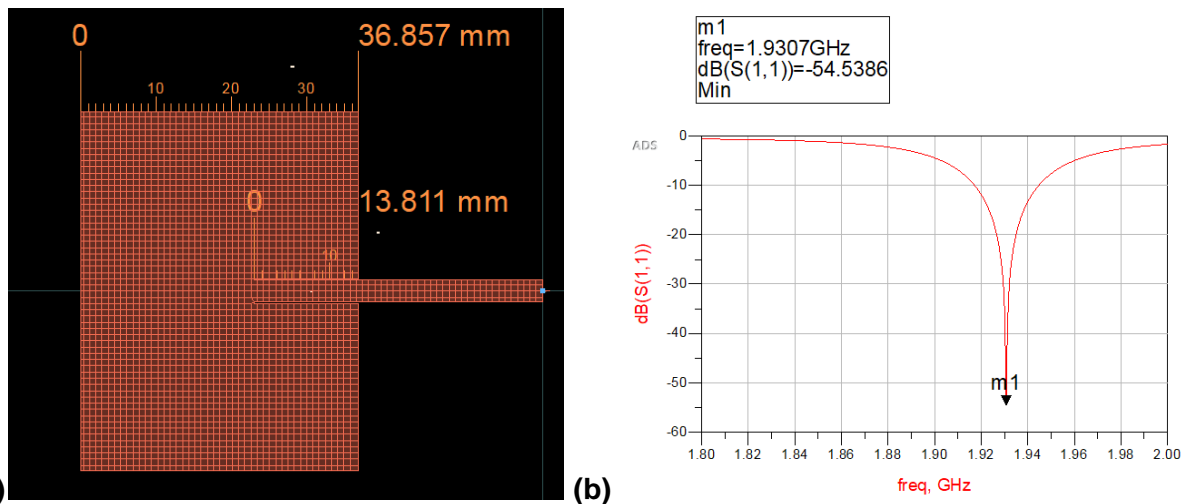 0
36.857 mm
10
20
30
0
13.811 mm
10
)
(b)
m1
freq=1.9307GHz
dB(S(1,1))=-54.5386
Min
ADS
0
-10
-20
-30
-40
-50
-60
dB(S(1,1))
m1
1.80
1.82
1.84
1.86
1.88
1.90
1.92
1.94
1.96
1.98
2.00
freq, GHz